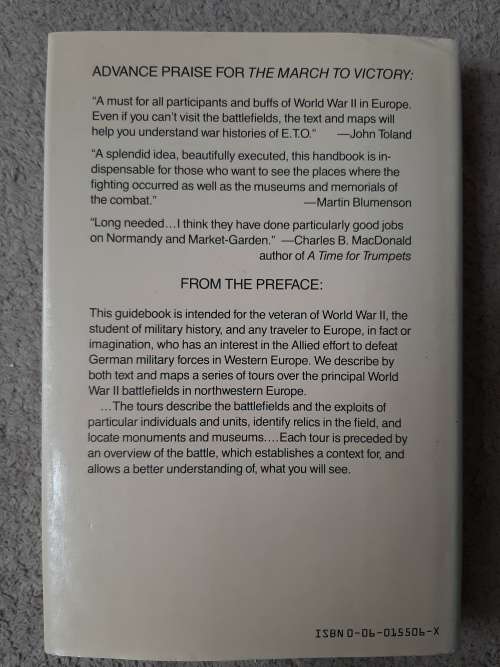 ADVANCE PRAISE FOR THE MARCH TO VICTORY:
"A must for all participants and buffs of World War II in Europe.
Even if you can't visit the battlefields, the text and maps will
help you understand war histories of E.T.O." —John Toland
"A splendid idea, beautifully executed, this handbook is in-
dispensable for those who want to see the places where the
fighting occurred as well as the museums and memorials of
the combat." —Martin Blumenson
"Long needed...I think they have done particularly good jobs
on Normandy and Market-Garden." —Charles B. MacDonald
author of A Time for Trumpets
FROM THE PREFACE:
This guidebook is intended for the veteran of World War II, the
student of military history, and any traveler to Europe, in fact or
imagination, who has an interest in the Allied effort to defeat
German military forces in Western Europe. We describe by
both text and maps a series of tours over the principal World
War II battlefields in northwestern Europe.
...The tours describe the battlefields and the exploits of
particular individuals and units, identify relics in the field, and
locate monuments and museums....Each tour is preceded by
an overview of the battle, which establishes a context for, and
allows a better understanding of, what you will see.
ISBN 0-06-015506-X